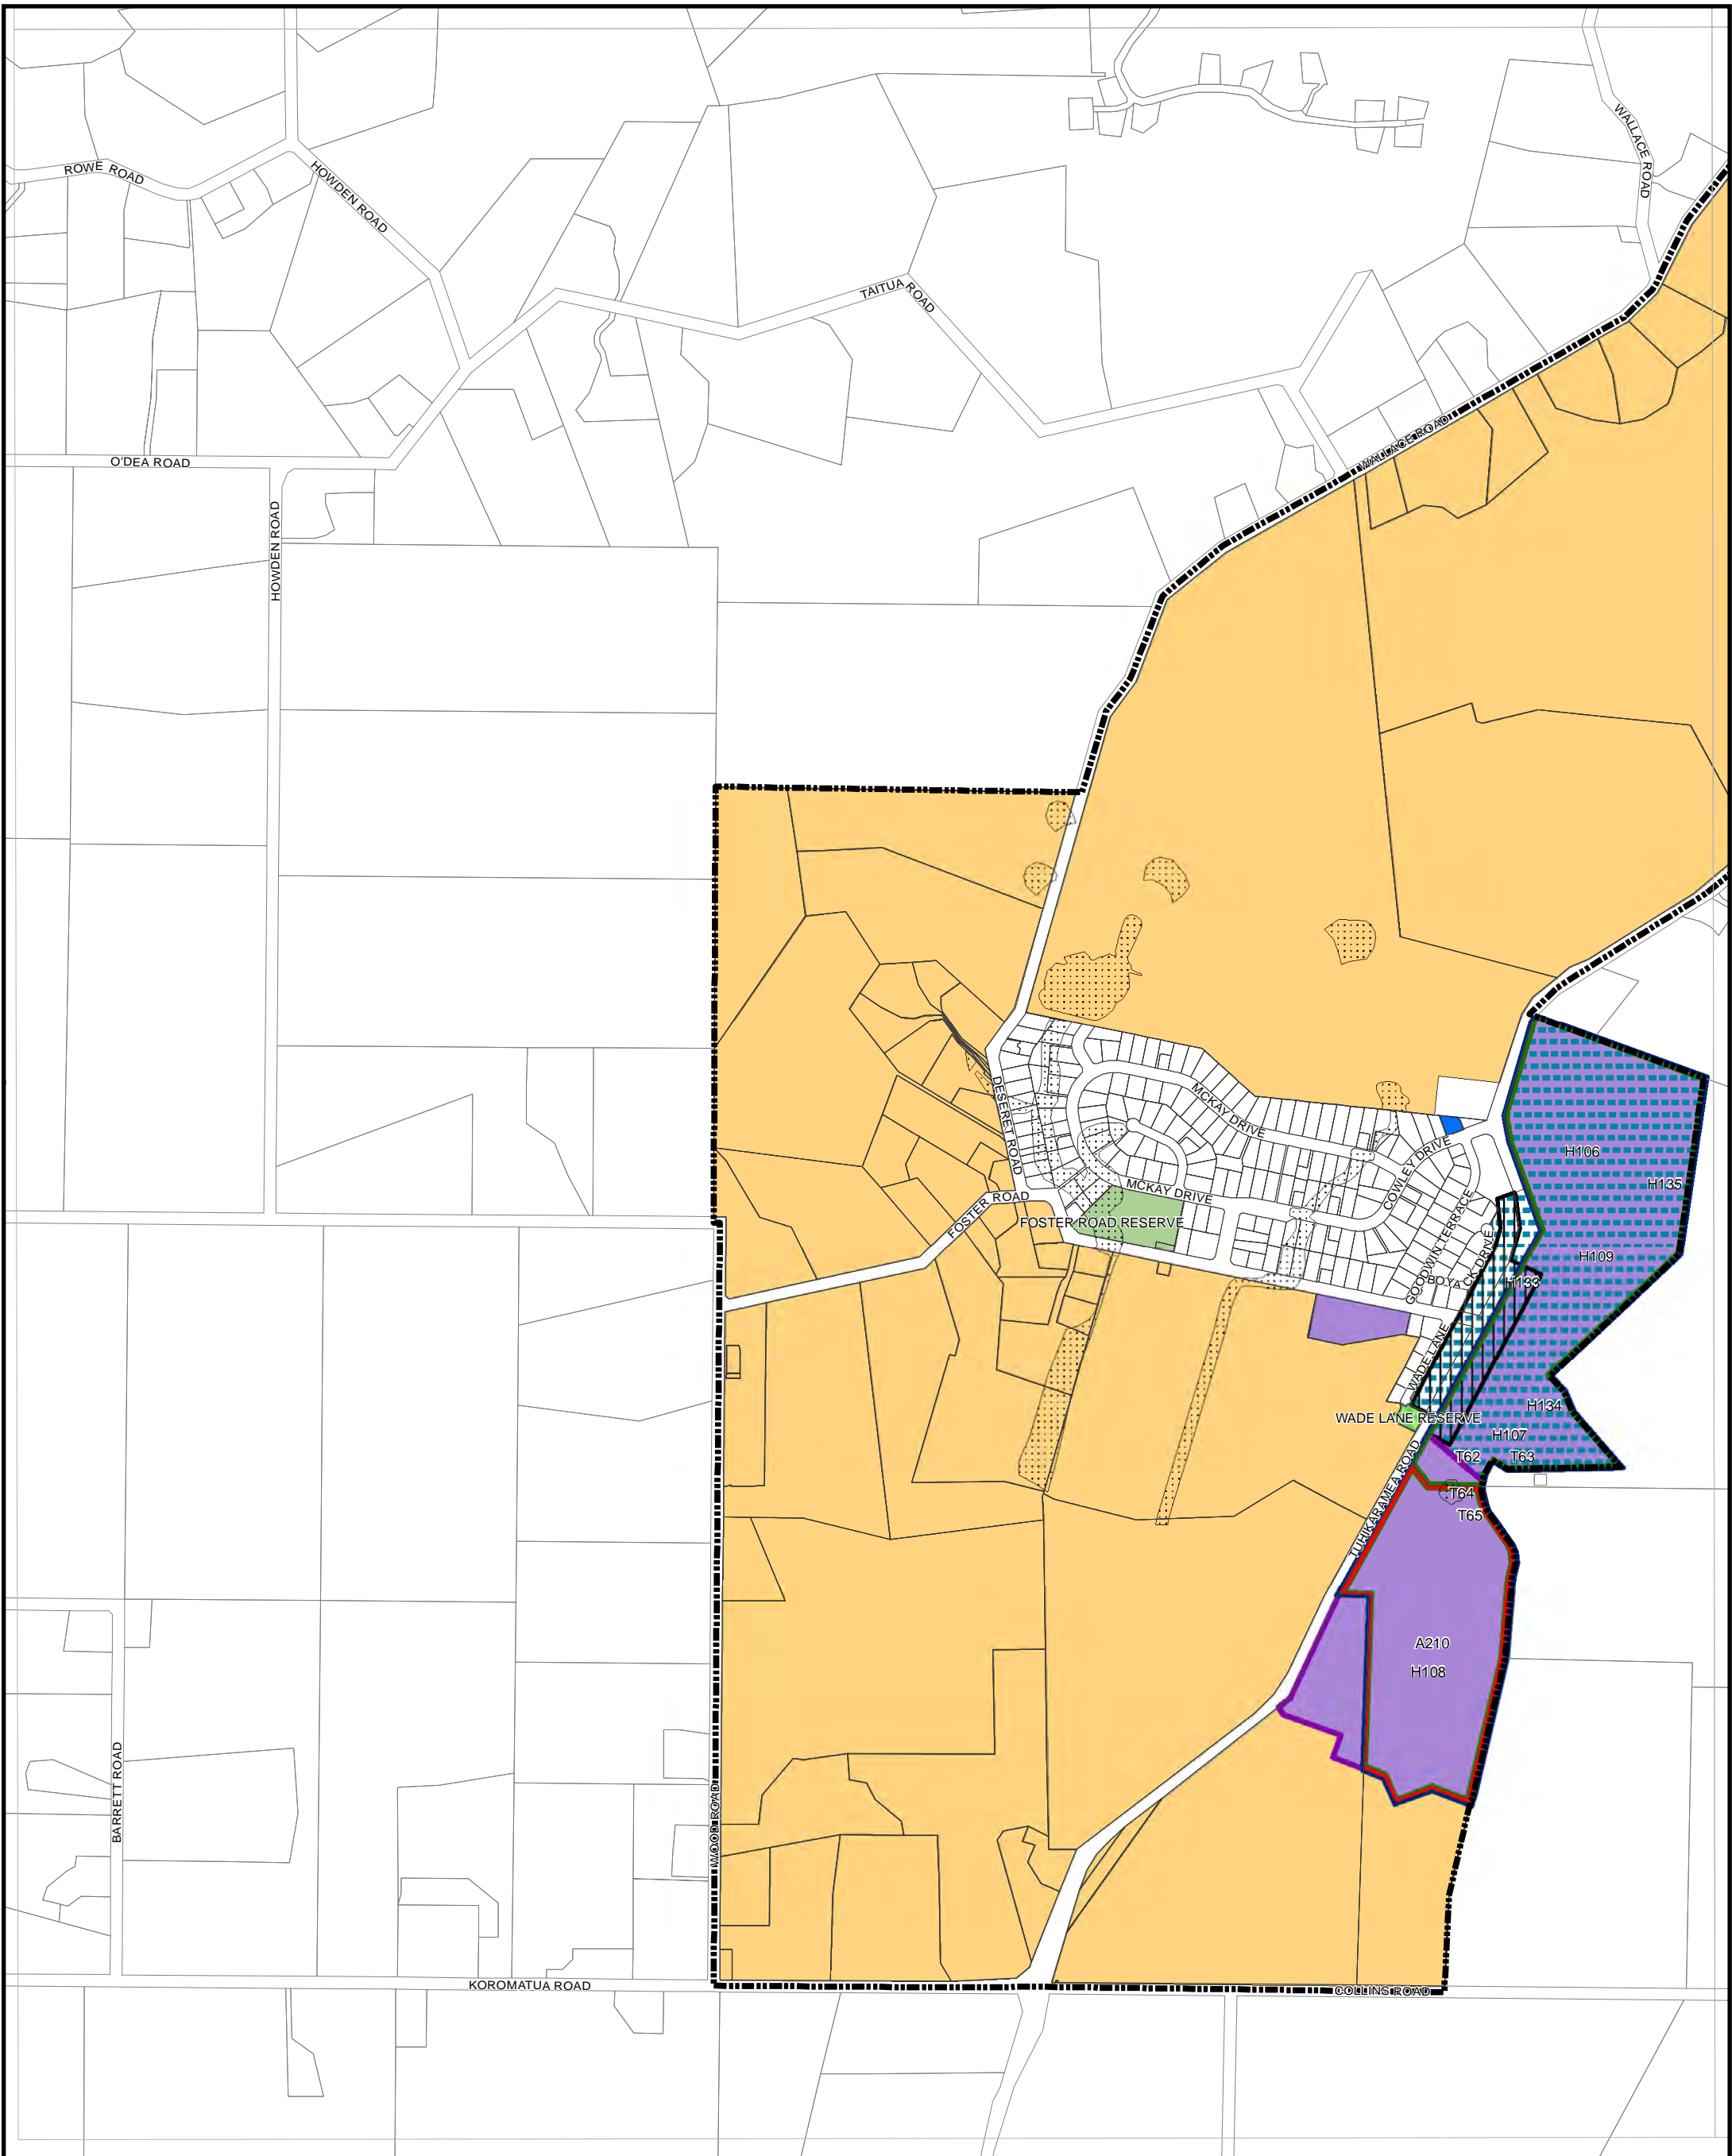 WALLACE ROAD
ROWE ROAD
HOWDEN ROAD
TAITUA ROAD
WALLACE ROAD
O'DEA ROAD
HOWDEN ROAD
DESERET ROAD
MCKAY DRIVE
COWLEY DRIVE
H106
H135
MCKAY DRIVE
FOSTER ROAD
FOSTER ROAD RESERVE
GOODWIN TERRACE
BOYACK DRIVE
H109
H133
WADE LANE
H134
WADE LANE RESERVE
H107
T62
T63
TUHIKARAMEA ROAD
T64
T65
A210
H108
BARRETT ROAD
WOOD ROAD
KOROMATUA ROAD
COLLINS ROAD